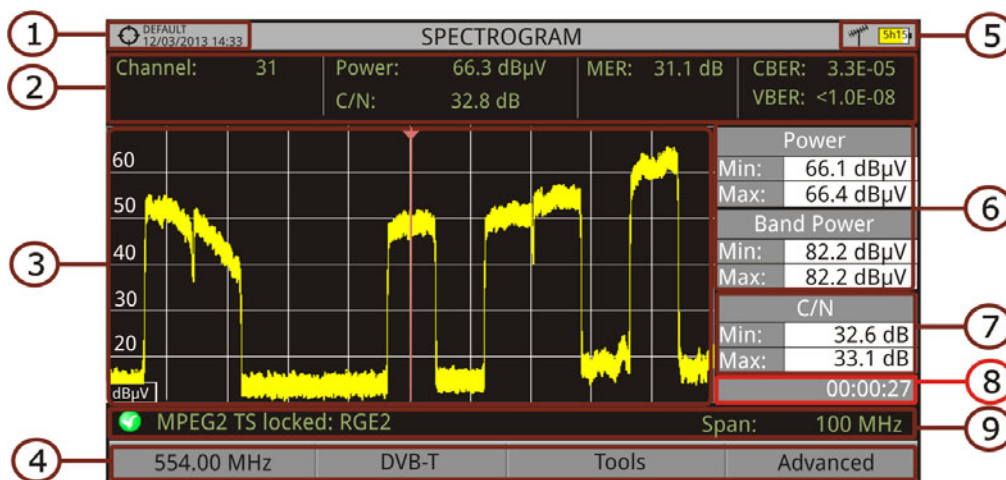 1
DEFAULT
12/03/2013 14:33
SPECTROGRAM
5h15
5
2
Channel: 31 Power: 66.3 dBµV MER: 31.1 dB CBER: 3.3E-05
C/N: 32.8 dB VBER: <1.0E-08
3
60
50
40
30
20
dBµV
Power
Min: 66.1 dBµV
Max: 66.4 dBµV
6
Band Power
Min: 82.2 dBµV
Max: 82.2 dBµV
C/N
Min: 32.6 dB
Max: 33.1 dB
7
00:00:27
8
MPEG2 TS locked: RGE2 Span: 100 MHz
9
4
554.00 MHz DVB-T Tools Advanced